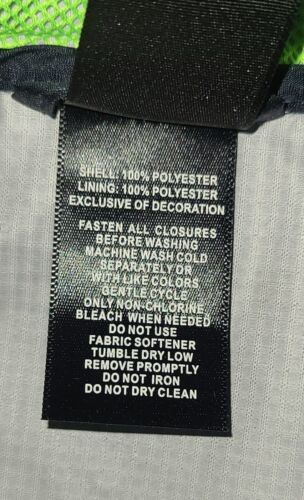 SHELL: 100% POLYESTER
LINING: 100% POLYESTER
EXCLUSIVE OF DECORATION
FASTEN ALL CLOSURES
BEFORE WASHING
MACHINE WASH COLD
SEPARATELY OR
WITH LIKE COLORS
GENTLE CYCLE
ONLY NON-CHLORINE
BLEACH WHEN NEEDED
DO NOT USE
FABRIC SOFTENER
TUMBLE DRY LOW
REMOVE PROMPTLY
DO NOT IRON
DO NOT DRY CLEAN